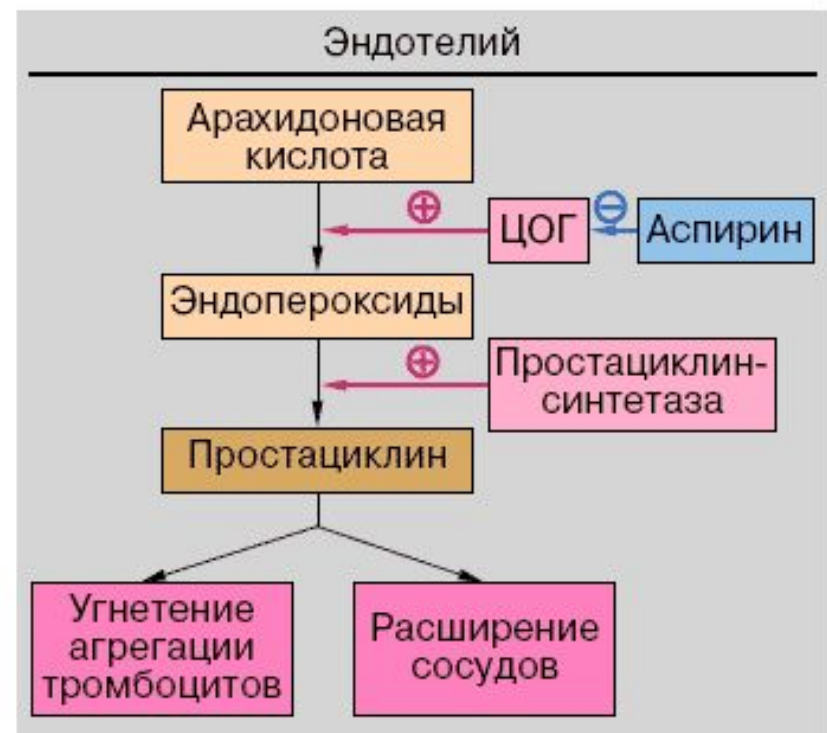 Эндотелий
Арахидоновая
кислота
ЦОГ
Аспирин
Эндопероксиды
Простациклин-
синтетаза
Простациклин
Угнетение
агрегации
тромбоцитов
Расширение
сосудов